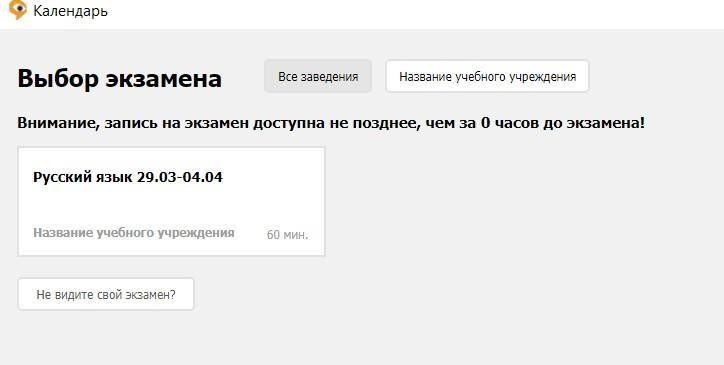 Календарь
Выбор экзамена
Все заведения
Название учебного учреждения
Внимание, запись на экзамен доступна не позднее, чем за 0 часов до экзамена!
Русский язык 29.03-04.04
Название учебного учреждения
60 мин.
Не видите свой экзамен?